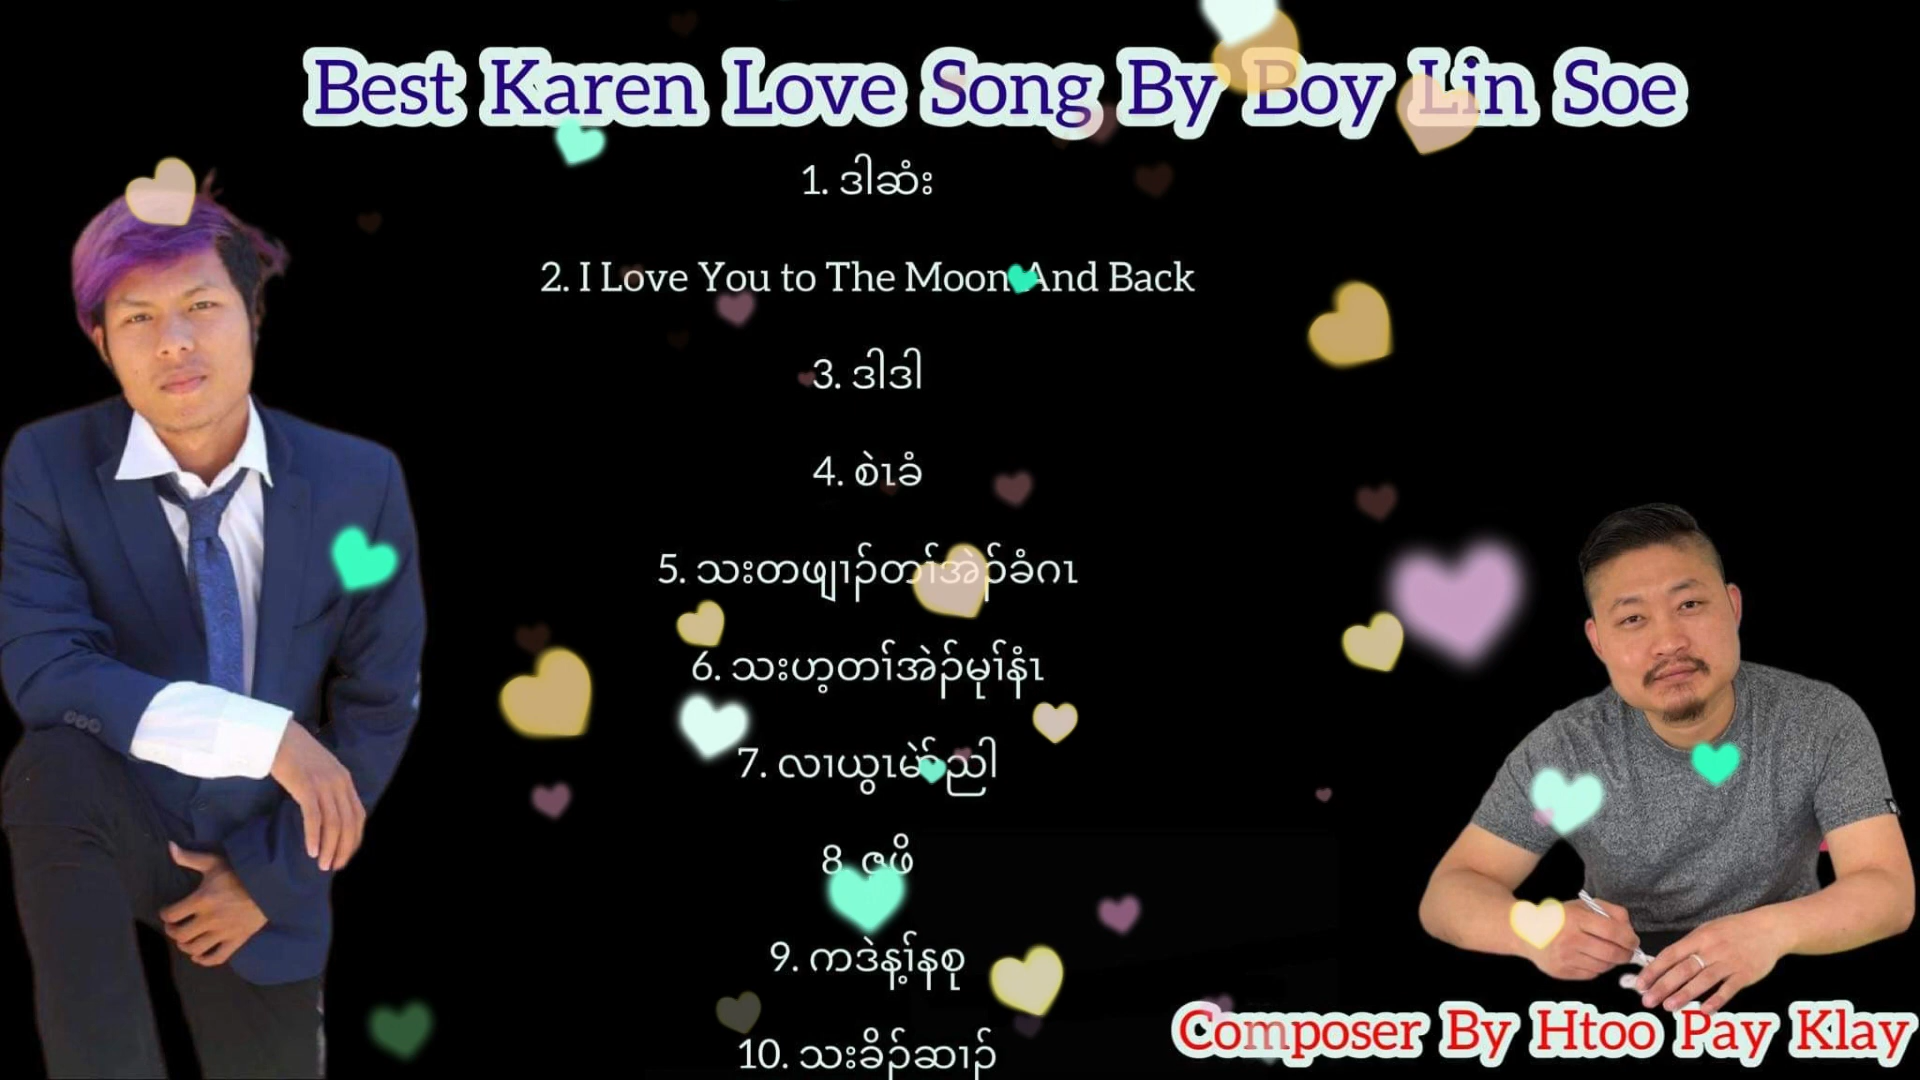 Best Karen Love Song By Boy Lin Soe
1. ဒါဆံး
2. I Love You to The Moon And Back
3. ဒါဒါ
4. စဲၤခံ
5. သးတဖျၢၣ်တၢ်အဲၣ်ခံဂၤ
6. သးဟ့တၢ်အဲၣ်မုၢ်နံၤ
7. လၢယွၤမဲာ်ညါ
8. ဇူဖိ
9. ကဒဲန့ၢ်နစု
10. သးခိၣ်ဆၢၣ်
Composer By Htoo Pay Klay